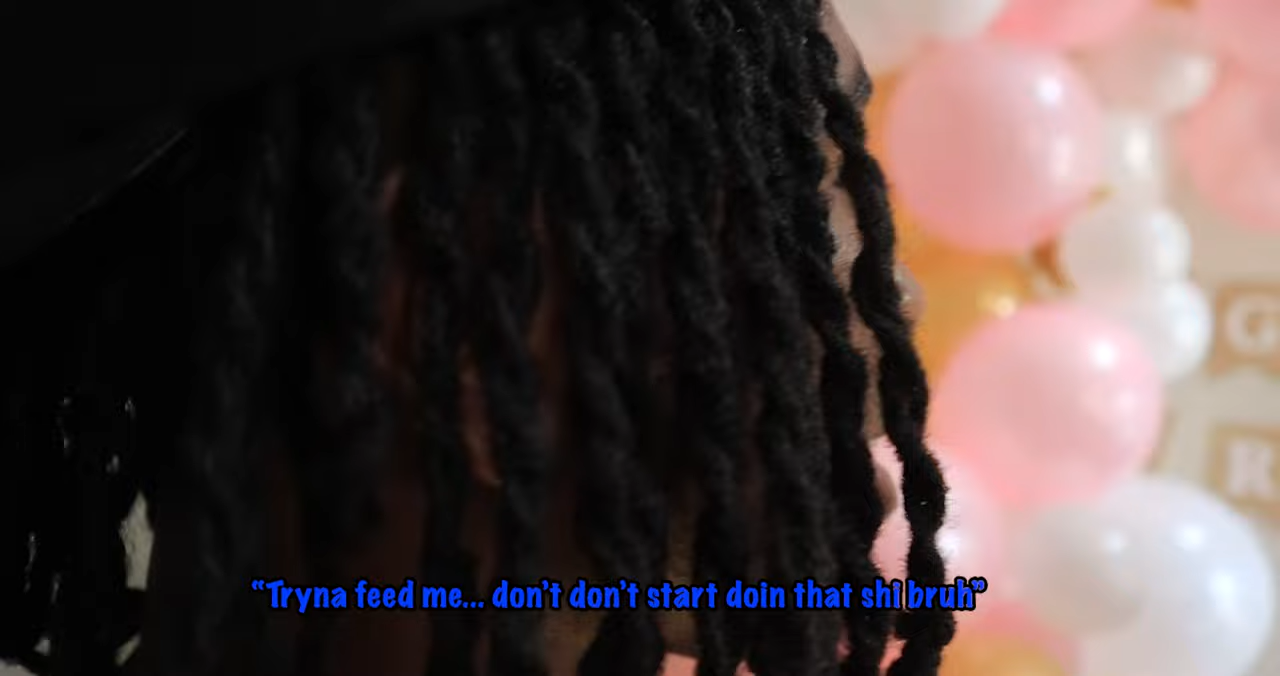 “Tryna feed me... don’t don’t start doin that shi bruh”
G
R